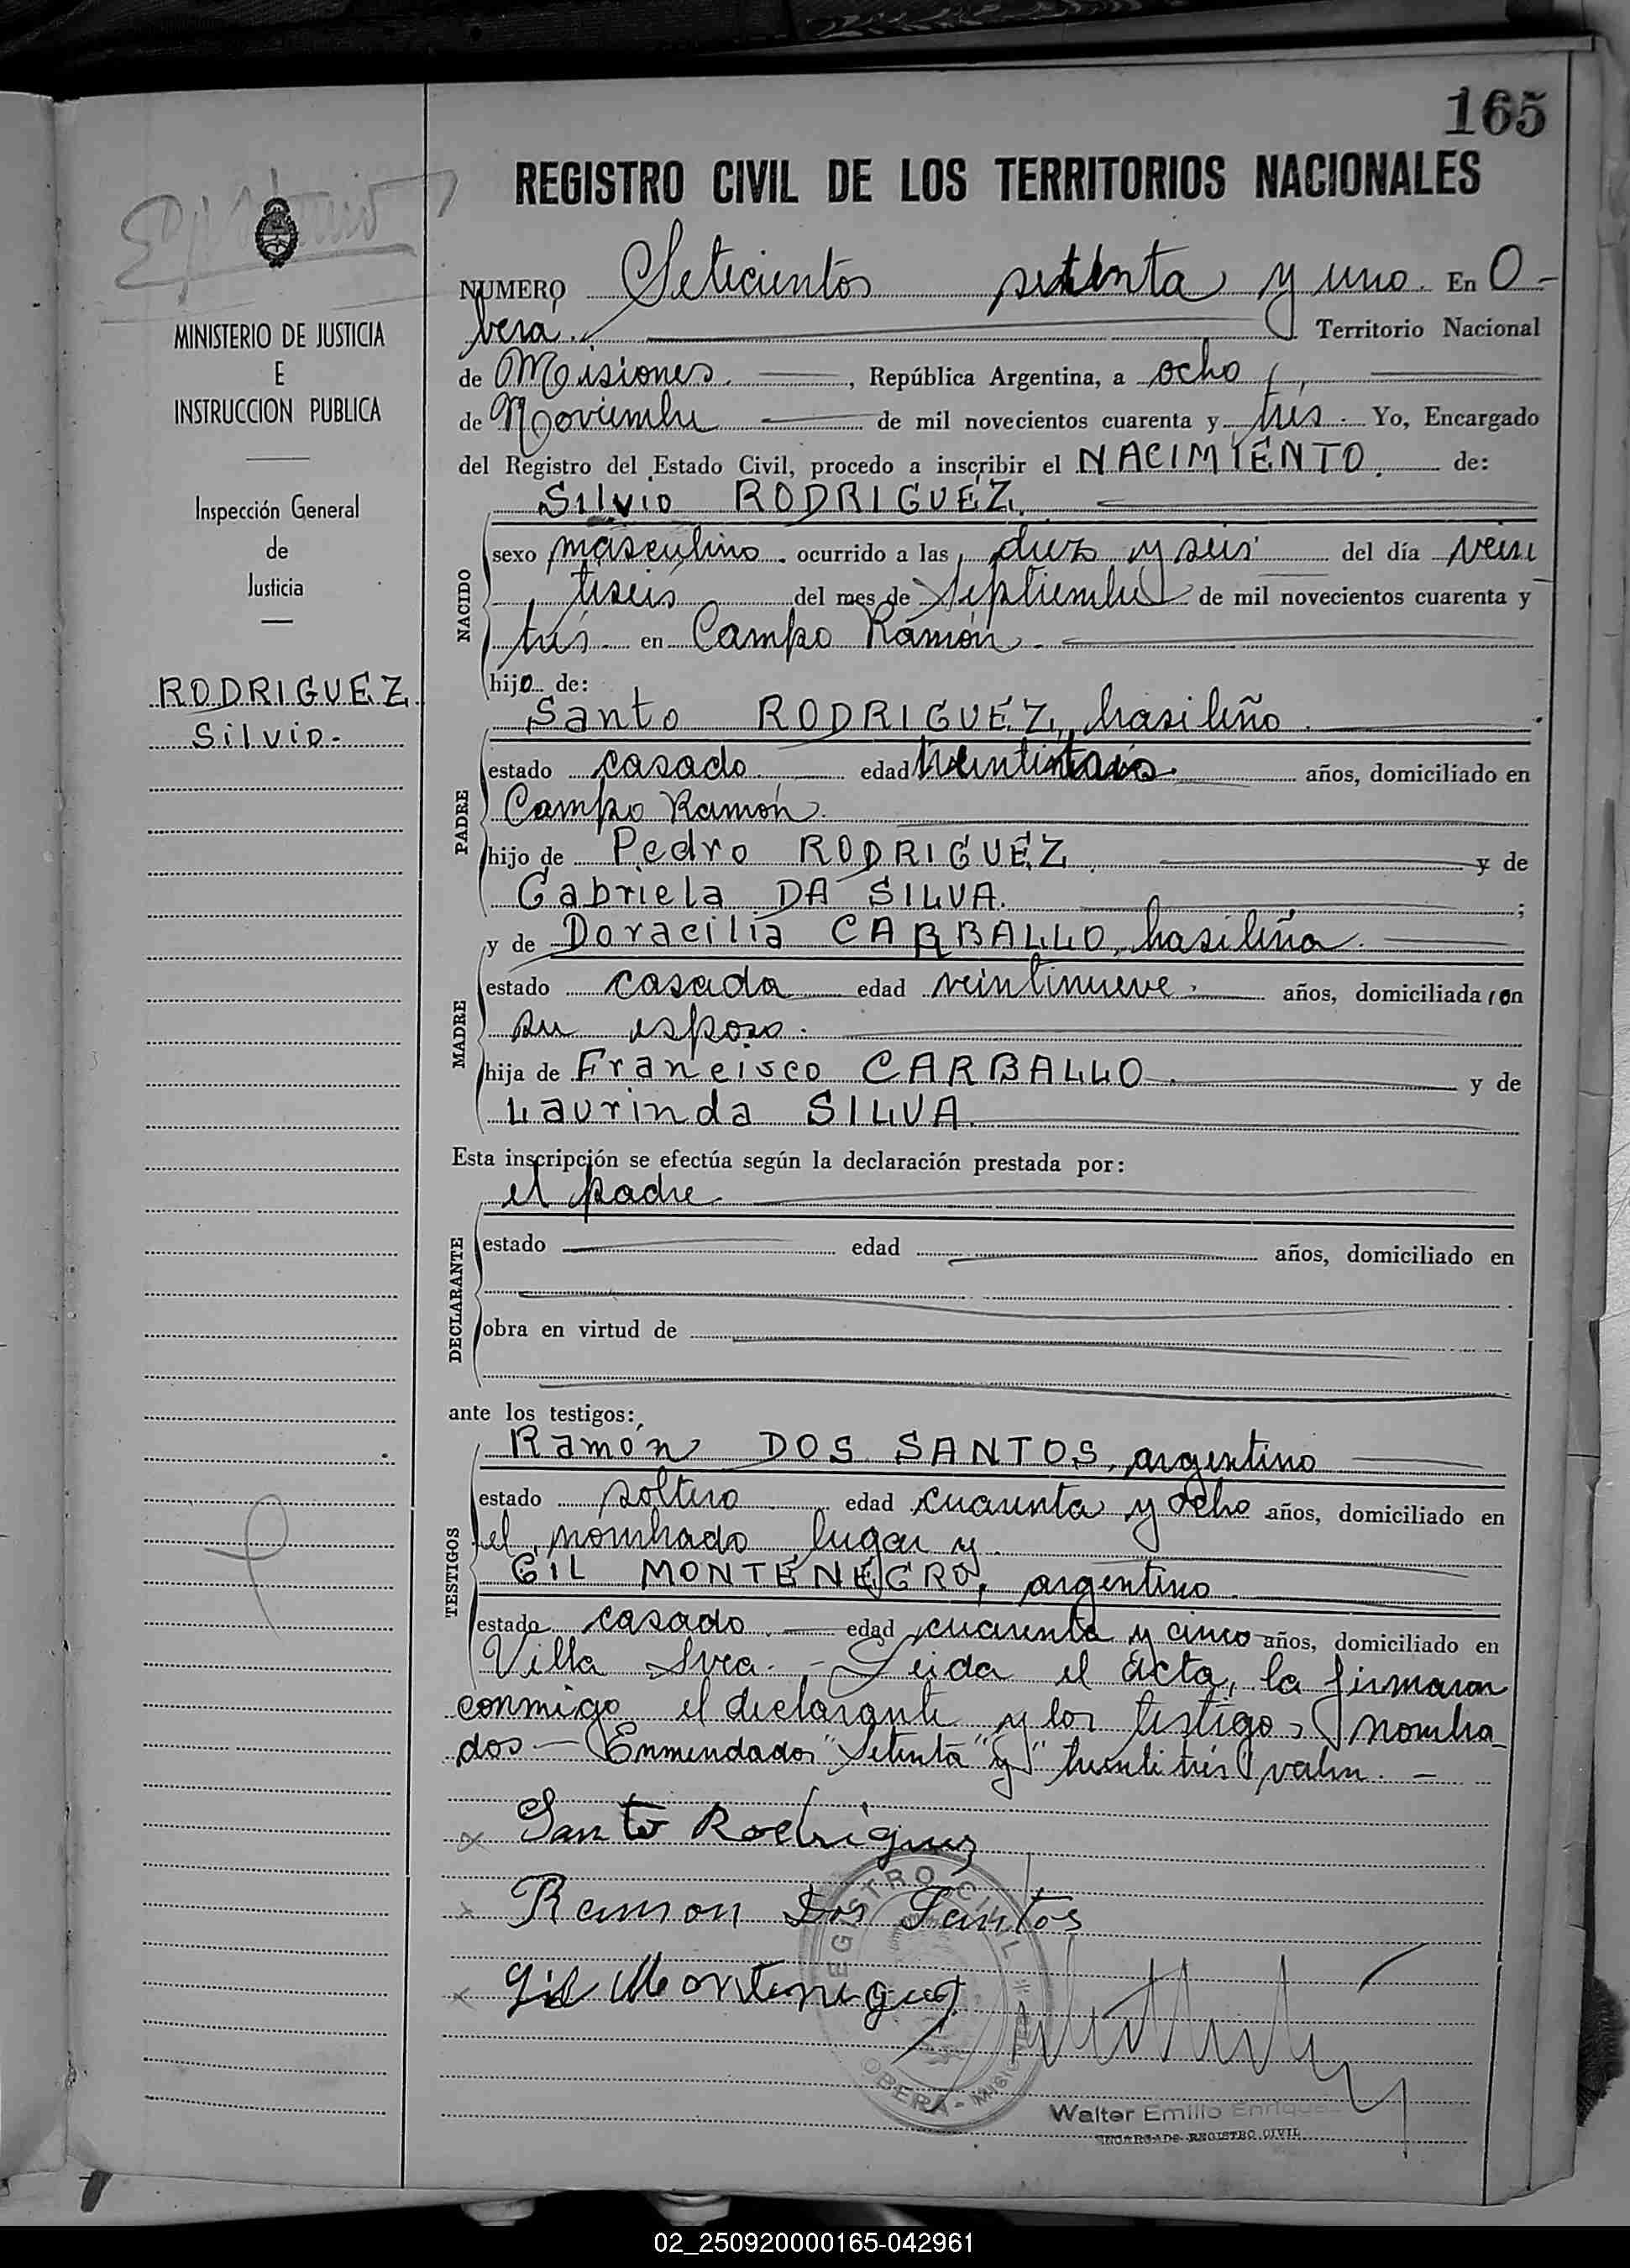 165
REGISTRO CIVIL DE LOS TERRITORIOS NACIONALES
MINISTERIO DE JUSTICIA
E
INSTRUCCION PUBLICA
Inspección General
de
Justicia
RODRIGUEZ
Silvio.-
NUMERO Setecientos setenta y uno. En O-
berá. Territorio Nacional
de Misiones. , República Argentina, a ocho
de Noviembre de mil novecientos cuarenta y trés. Yo, Encargado
del Registro del Estado Civil, procedo a inscribir el NACIMIENTO. de:
Silvio RODRIGUEZ.
NACIDO
sexo masculino. ocurrido a las diez y seis del día vein
tiseis del mes de Septiembre de mil novecientos cuarenta y
trés en Campo Ramón.
hijo de:
Santo RODRIGUEZ, brasileño.
PADRE
estado casado. edad treintitrés. años, domiciliado en
Campo Ramón.
hijo de Pedro RODRIGUEZ. y de
Gabriela DA SILVA. ;
y de Doracilia CARBALLO, brasileña.
MADRE
estado casada edad veintinueve. años, domiciliada con
su esposo.
hija de Francisco CARBALLO. y de
Laurinda SILVA.
Esta inscripción se efectúa según la declaración prestada por:
el padre
DECLARANTE
estado edad años, domiciliado en
obra en virtud de
ante los testigos:
Ramón DOS SANTOS, argentino
TESTIGOS
estado soltero edad cuarenta y ocho años, domiciliado en
el nombrado lugar y
GIL MONTENEGRO, argentino.
estado casado. edad cuarenta y cinco años, domiciliado en
Villa Svea.- Leida el acta, la firmaron
conmigo el declarante y los testigos nombra-
dos.- Enmendados "setenta" y "treintitrés" valen.-
Santo Rodriguez
Ramon Dos Santos
Gil Montenegro
REGISTRO CIVIL
OBERÁ - MISIONES
Walter Emilio Enriquez
ENCARGADO REGISTRO CIVIL
02_250920000165-042961